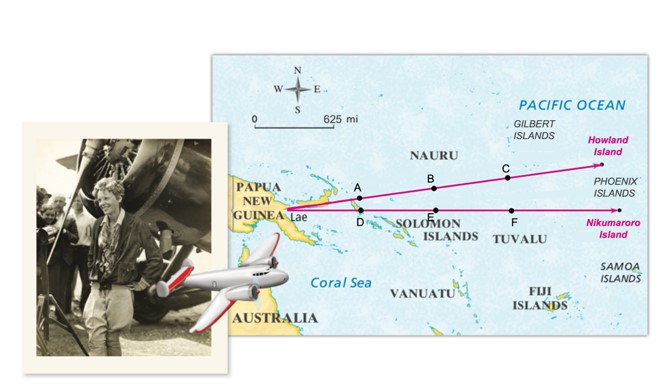 N
W E
S
0 625 mi
PACIFIC OCEAN
GILBERT
ISLANDS
Howland
Island
NAURU
C
B
PHOENIX
ISLANDS
A
PAPUA
NEW
GUINEA
Lae
D
E
F
SOLOMON
ISLANDS
Nikumaroro
Island
TUVALU
SAMOA
ISLANDS
Coral Sea
VANUATU
FIJI
ISLANDS
AUSTRALIA